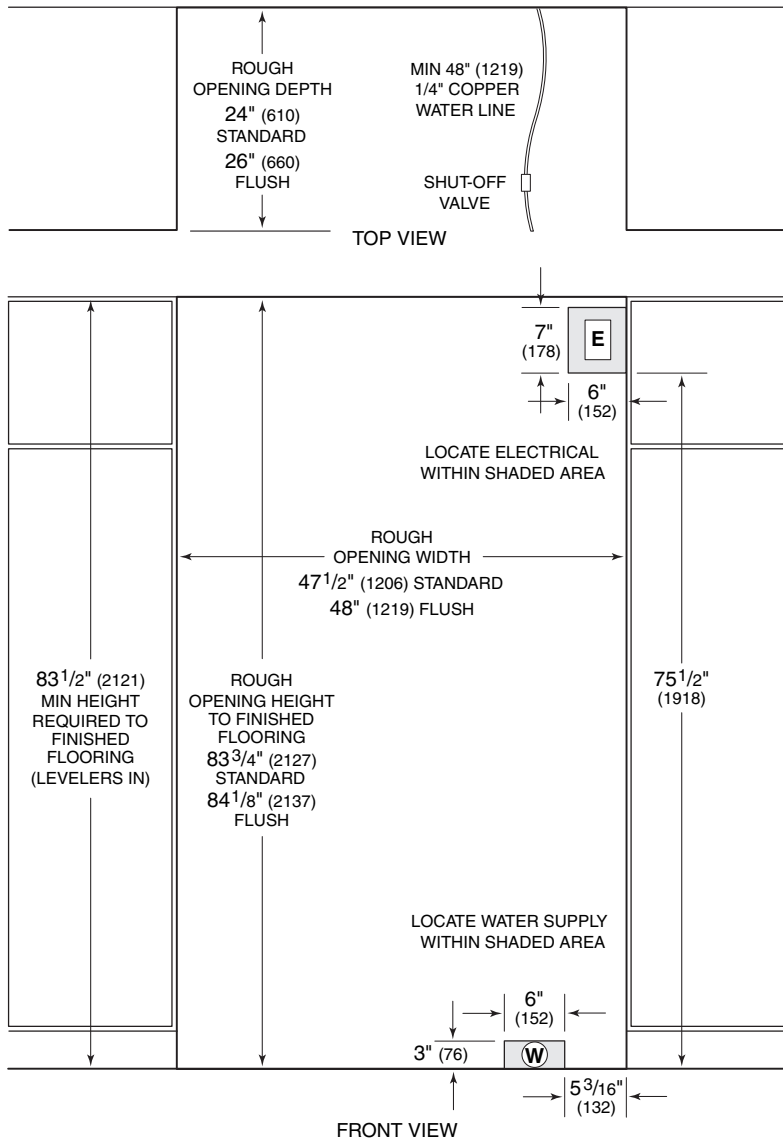 ROUGH
OPENING DEPTH
24" (610)
STANDARD
26" (660)
FLUSH
MIN 48" (1219)
1/4" COPPER
WATER LINE
SHUT-OFF
VALVE
TOP VIEW
7"
(178)
E
6"
(152)
LOCATE ELECTRICAL
WITHIN SHADED AREA
ROUGH
OPENING WIDTH
47 1/2" (1206) STANDARD
48" (1219) FLUSH
83 1/2" (2121)
MIN HEIGHT
REQUIRED TO
FINISHED
FLOORING
(LEVELERS IN)
ROUGH
OPENING HEIGHT
TO FINISHED
FLOORING
83 3/4" (2127)
STANDARD
84 1/8" (2137)
FLUSH
75 1/2"
(1918)
LOCATE WATER SUPPLY
WITHIN SHADED AREA
6"
(152)
3" (76)
W
5 3/16"
(132)
FRONT VIEW